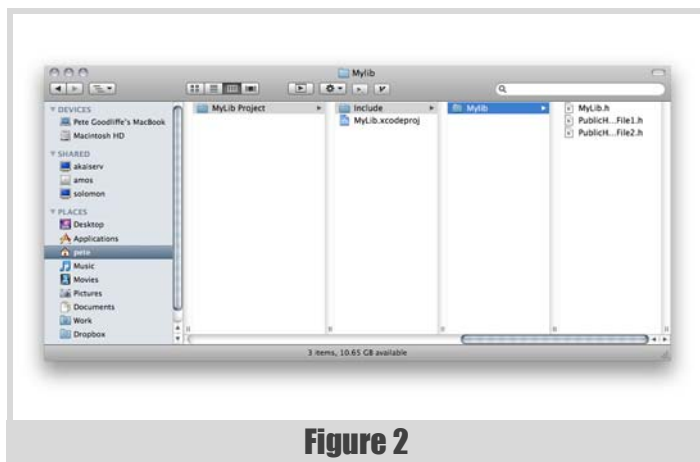 Mylib
DEVICES
Pete Goodliffe's MacBook
Macintosh HD
SHARED
akaiserv
amos
solomon
PLACES
Desktop
Applications
pete
Music
Movies
Pictures
Documents
Work
Dropbox
MyLib Project
Include
MyLib.xcodeproj
Mylib
MyLib.h
PublicH...File1.h
PublicH...File2.h
3 items, 10.65 GB available
Figure 2